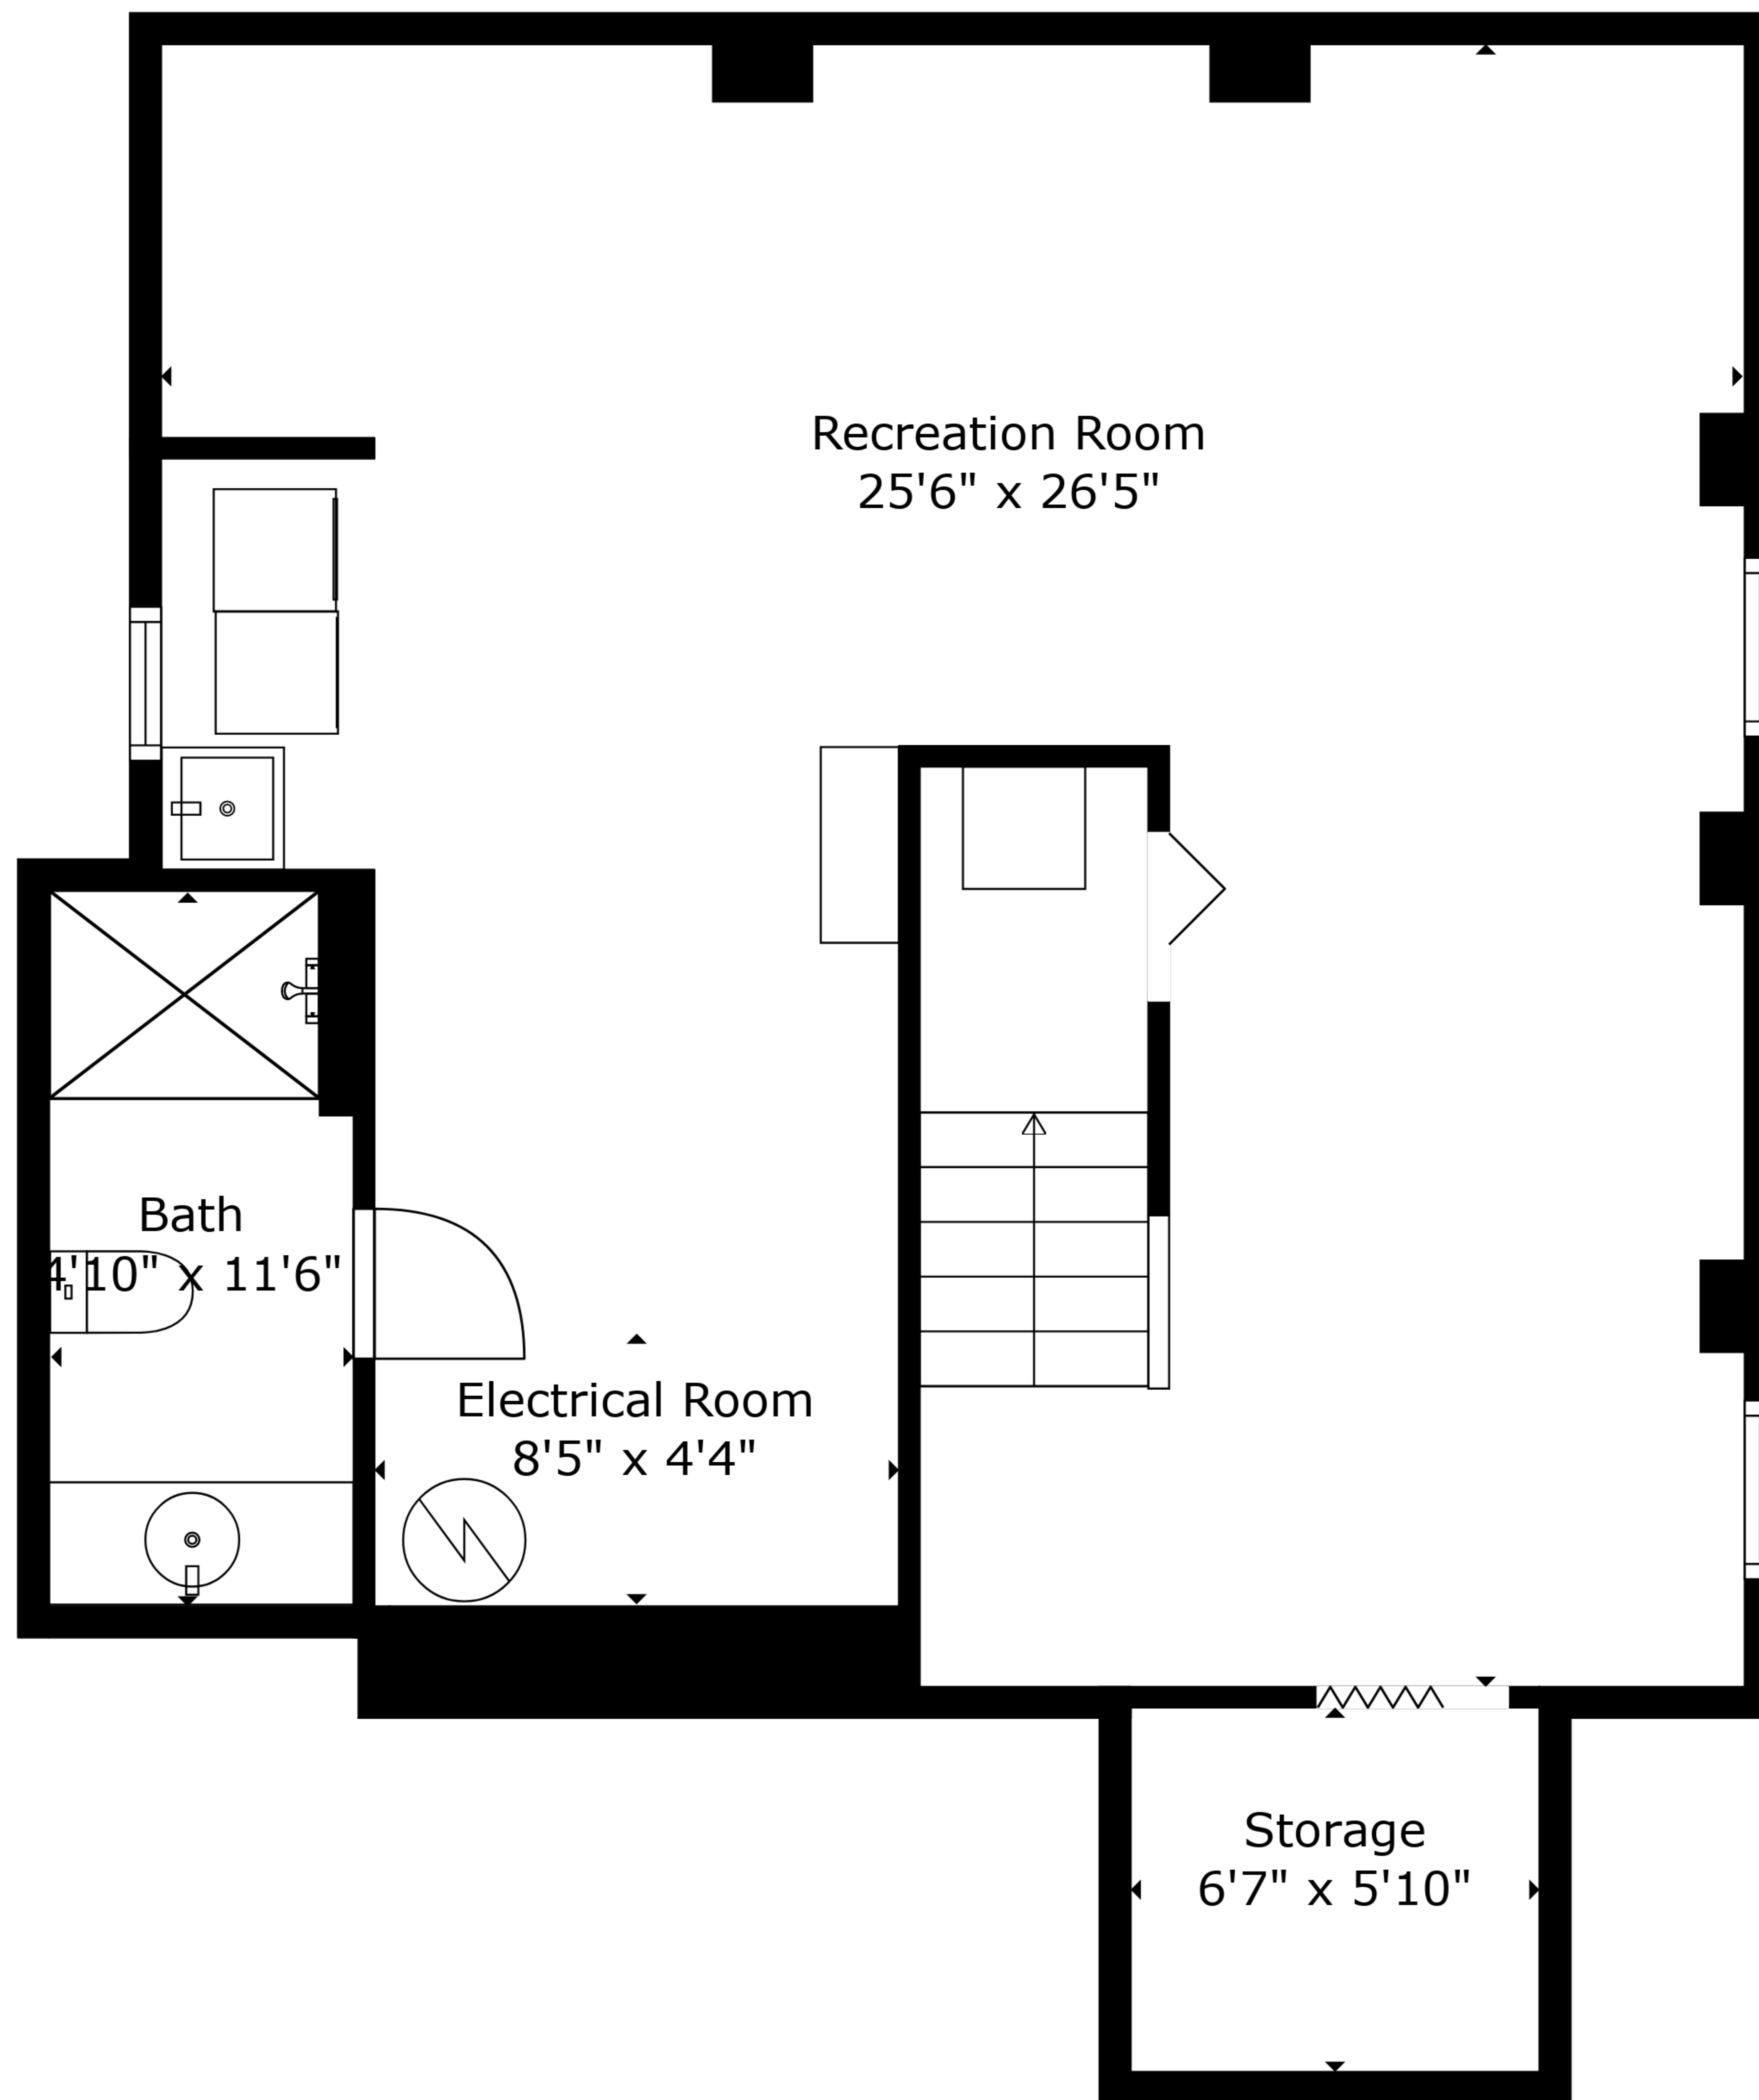 Recreation Room
25'6" x 26'5"
Bath
4'10" x 11'6"
Electrical Room
8'5" x 4'4"
Storage
6'7" x 5'10"